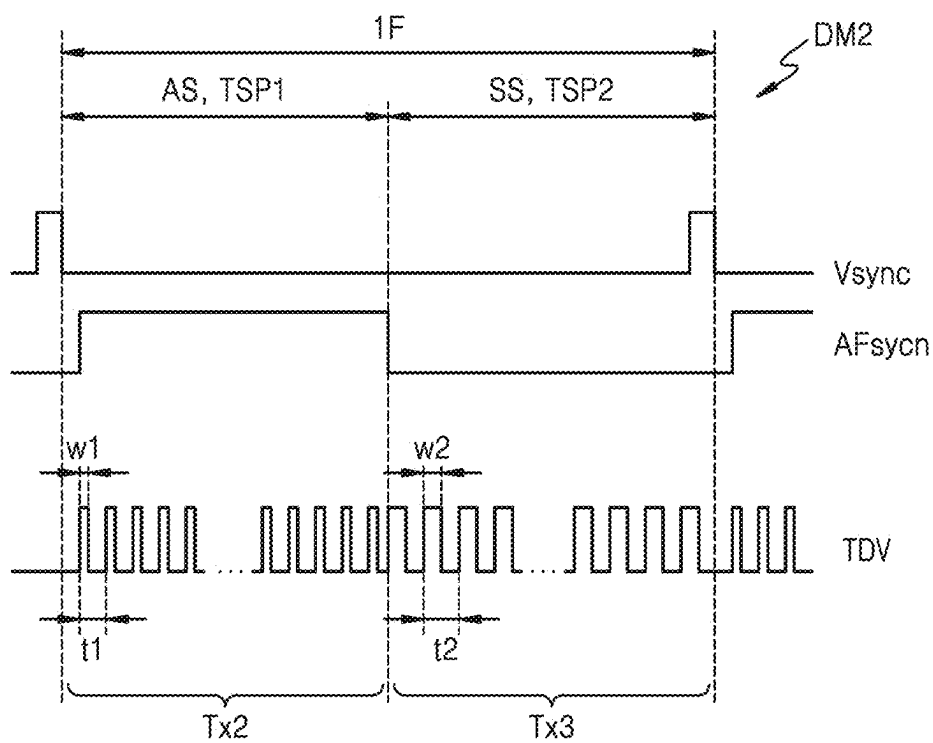 1F
DM2
AS, TSP1
SS, TSP2
Vsync
AFsycn
w1
w2
TDV
...
...
t1
t2
Tx2
Tx3